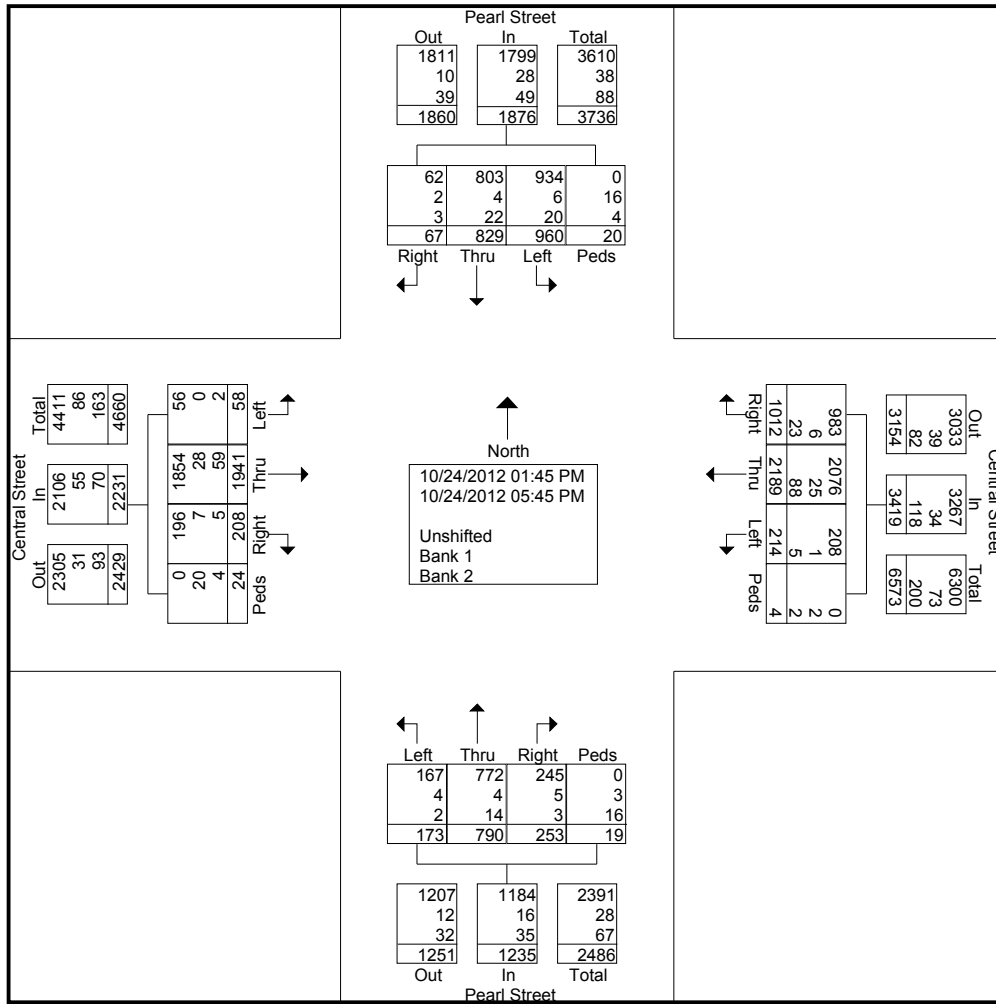 Pearl Street
Out In Total
1811 1799 3610
10 28 38
39 49 88
1860 1876 3736
62 803 934 0
2 4 6 16
3 22 20 4
67 829 960 20
Right Thru Left Peds
Central Street
Total In Out
4411 2106 2305
86 55 31
163 70 93
4660 2231 2429
56 1854 196 0
0 28 7 20
2 59 5 4
58 1941 208 24
Left Thru Right Peds
North
10/24/2012 01:45 PM
10/24/2012 05:45 PM
Unshifted
Bank 1
Bank 2
Right Thru Left Peds
983 2076 208 0
6 25 1 2
23 88 5 2
1012 2189 214 4
Central Street
Out In Total
3033 3267 6300
39 34 73
82 118 200
3154 3419 6573
Left Thru Right Peds
167 772 245 0
4 4 5 3
2 14 3 16
173 790 253 19
1207 1184 2391
12 16 28
32 35 67
1251 1235 2486
Out In Total
Pearl Street